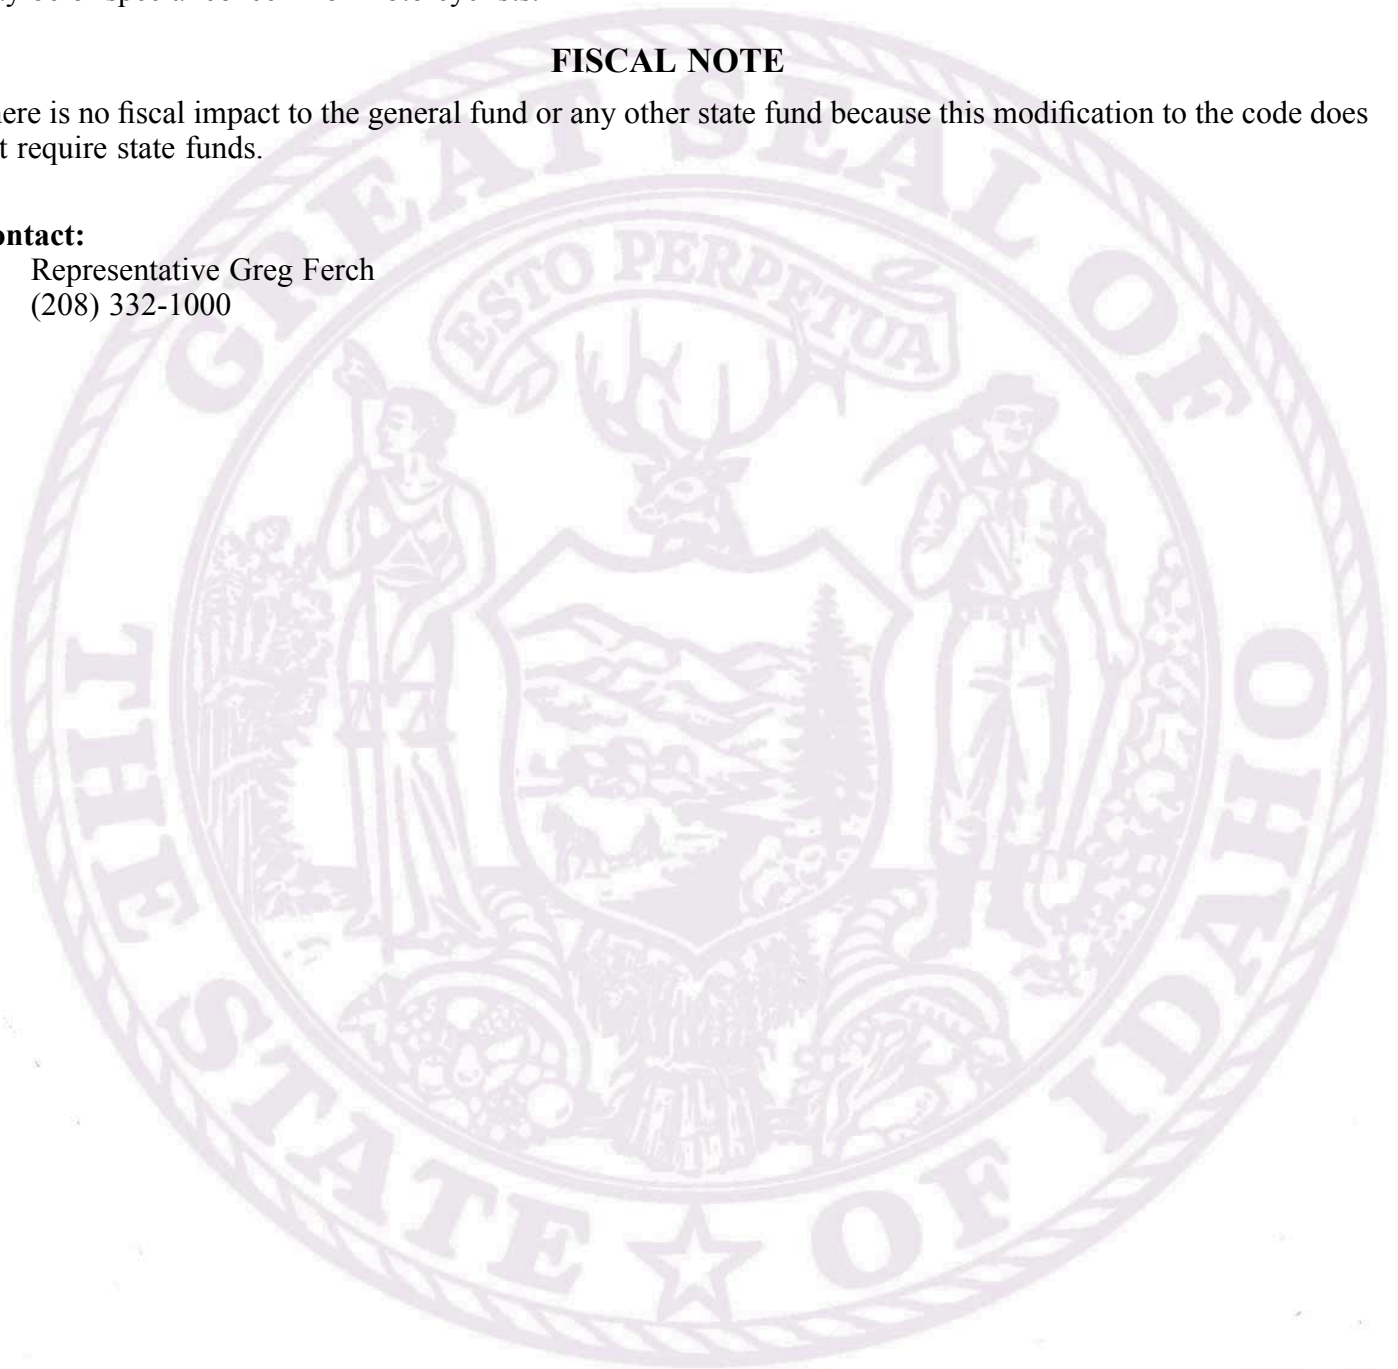 FISCAL NOTE
here is no fiscal impact to the general fund or any other state fund because this modification to the code does
t require state funds.
ontact:
Representative Greg Ferch
(208) 332-1000
GREAT SEAL OF
THE STATE OF IDAHO
ESTO PERPETUA